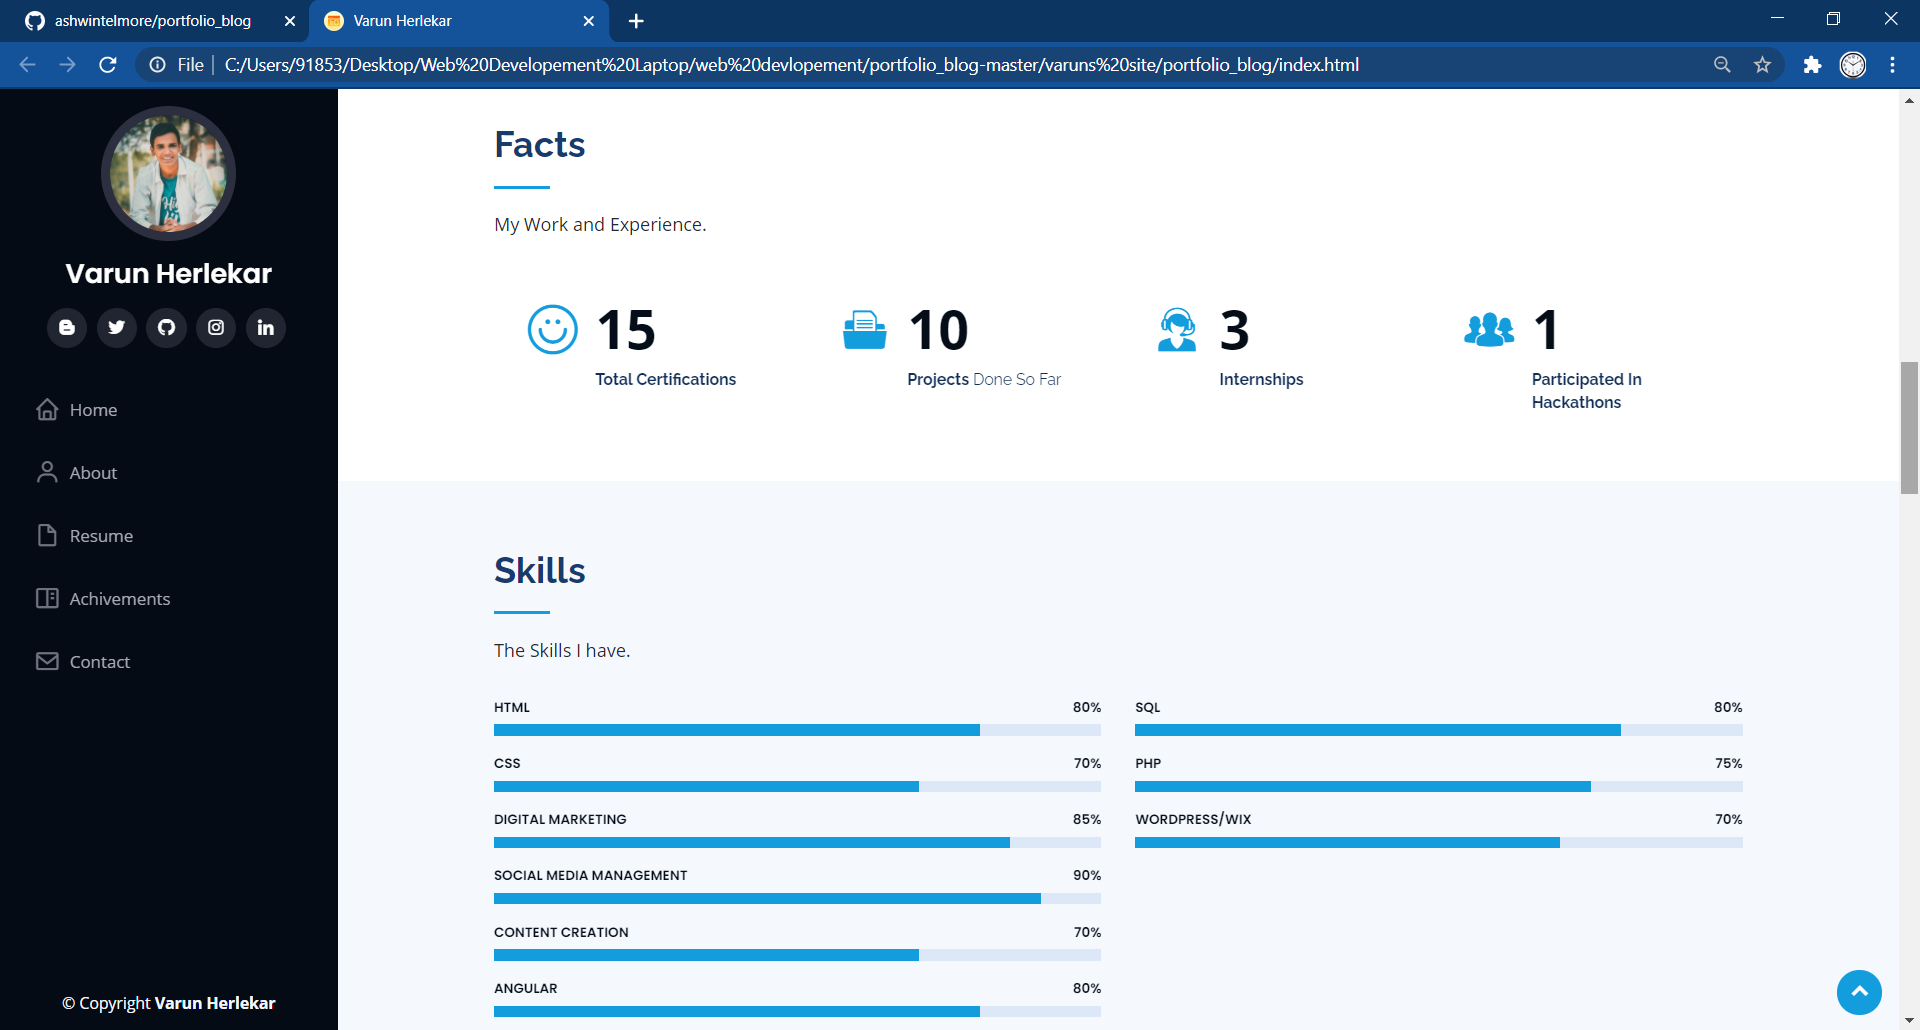 ashwintelmore/portfolio_blog
Varun Herlekar
File
C:/Users/91853/Desktop/Web%20Developement%20Laptop/web%20devlopement/portfolio_blog-master/varuns%20site/portfolio_blog/index.html
Varun Herlekar
Home
About
Resume
Achivements
Contact
© Copyright Varun Herlekar
Facts
My Work and Experience.
15
Total Certifications
10
Projects Done So Far
3
Internships
1
Participated In
Hackathons
Skills
The Skills I have.
HTML 80%
CSS 70%
DIGITAL MARKETING 85%
SOCIAL MEDIA MANAGEMENT 90%
CONTENT CREATION 70%
ANGULAR 80%
SQL 80%
PHP 75%
WORDPRESS/WIX 70%